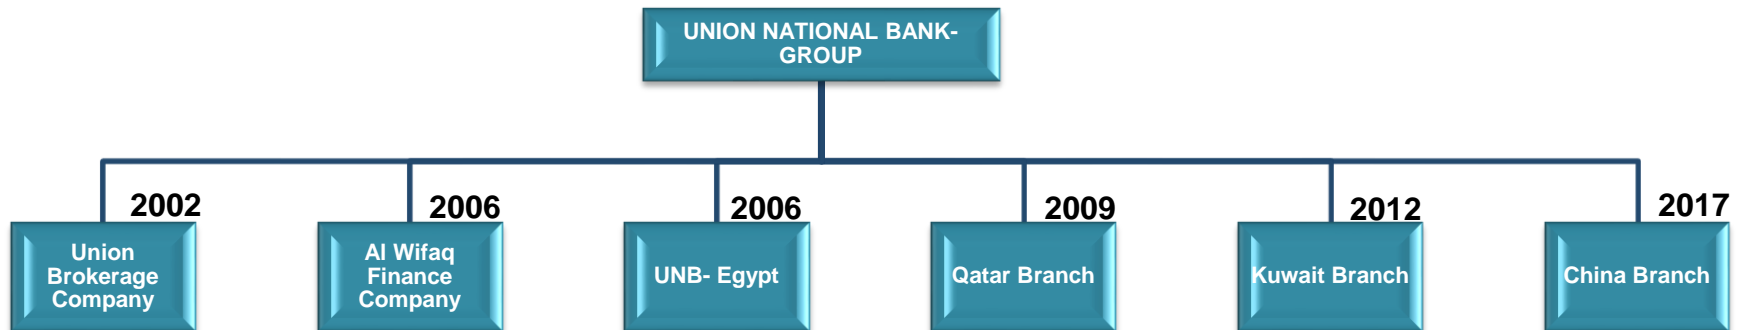 UNION NATIONAL BANK-
GROUP
2002
2006
2006
2009
2012
2017
Union
Brokerage
Company
Al Wifaq
Finance
Company
UNB- Egypt
Qatar Branch
Kuwait Branch
China Branch